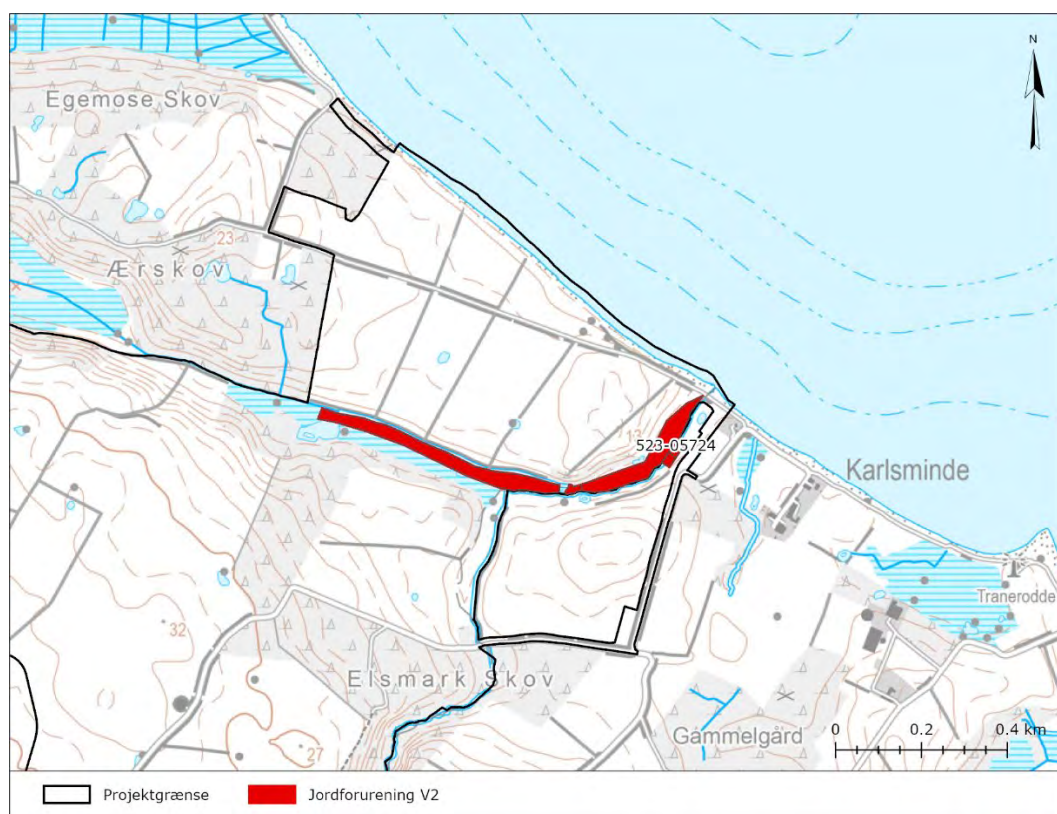 N
Egemose Skov
23
Ærskov
13
523-05724
Karlsminde
Tranerodde
32
Elsmark Skov
Gammelgård
27
0 0.2 0.4 km
Projektgrænse
Jordforurening V2